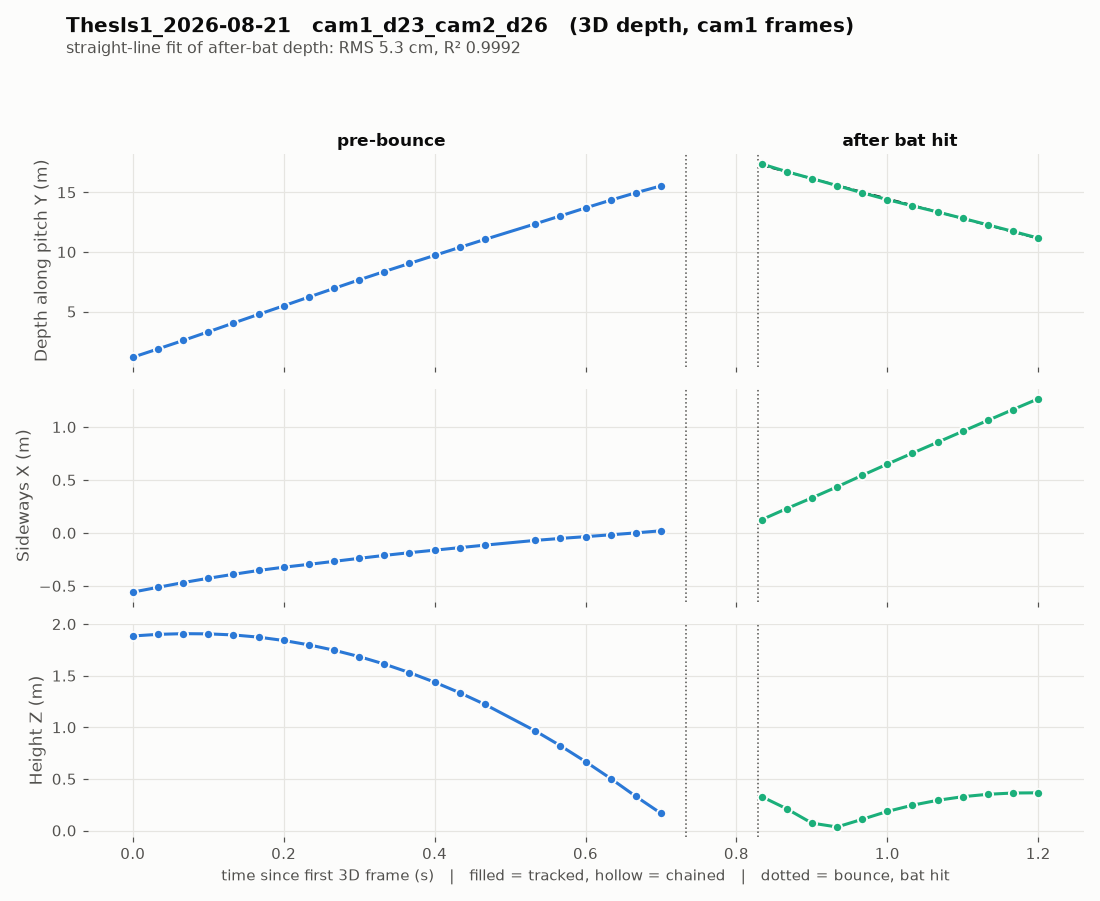 Thesls1_2026-08-21 cam1_d23_cam2_d26 (3D depth, cam1 frames)
straight-line fit of after-bat depth: RMS 5.3 cm, R² 0.9992
pre-bounce
after bat hit
Depth along pitch Y (m)
15
10
5
Sideways X (m)
1.0
0.5
0.0
−0.5
Height Z (m)
2.0
1.5
1.0
0.5
0.0
0.0 0.2 0.4 0.6 0.8 1.0 1.2
time since first 3D frame (s) | filled = tracked, hollow = chained | dotted = bounce, bat hit